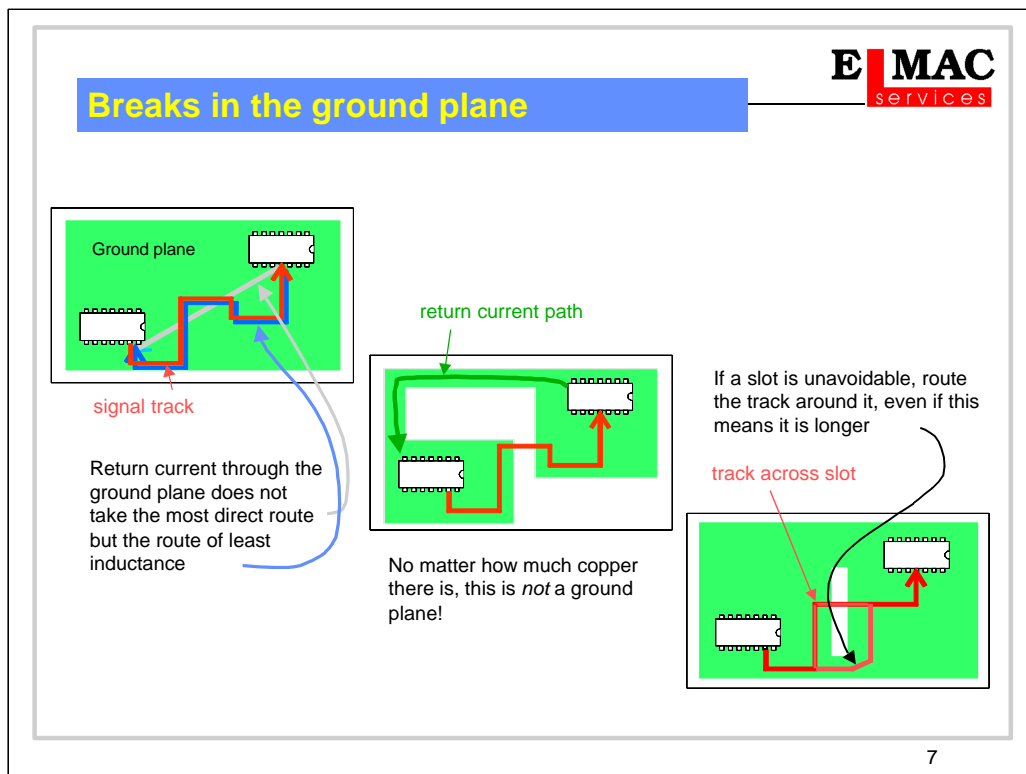 E MAC
services
Breaks in the ground plane
Ground plane
signal track
Return current through the
ground plane does not
take the most direct route
but the route of least
inductance
return current path
No matter how much copper
there is, this is not a ground
plane!
If a slot is unavoidable, route
the track around it, even if this
means it is longer
track across slot
7